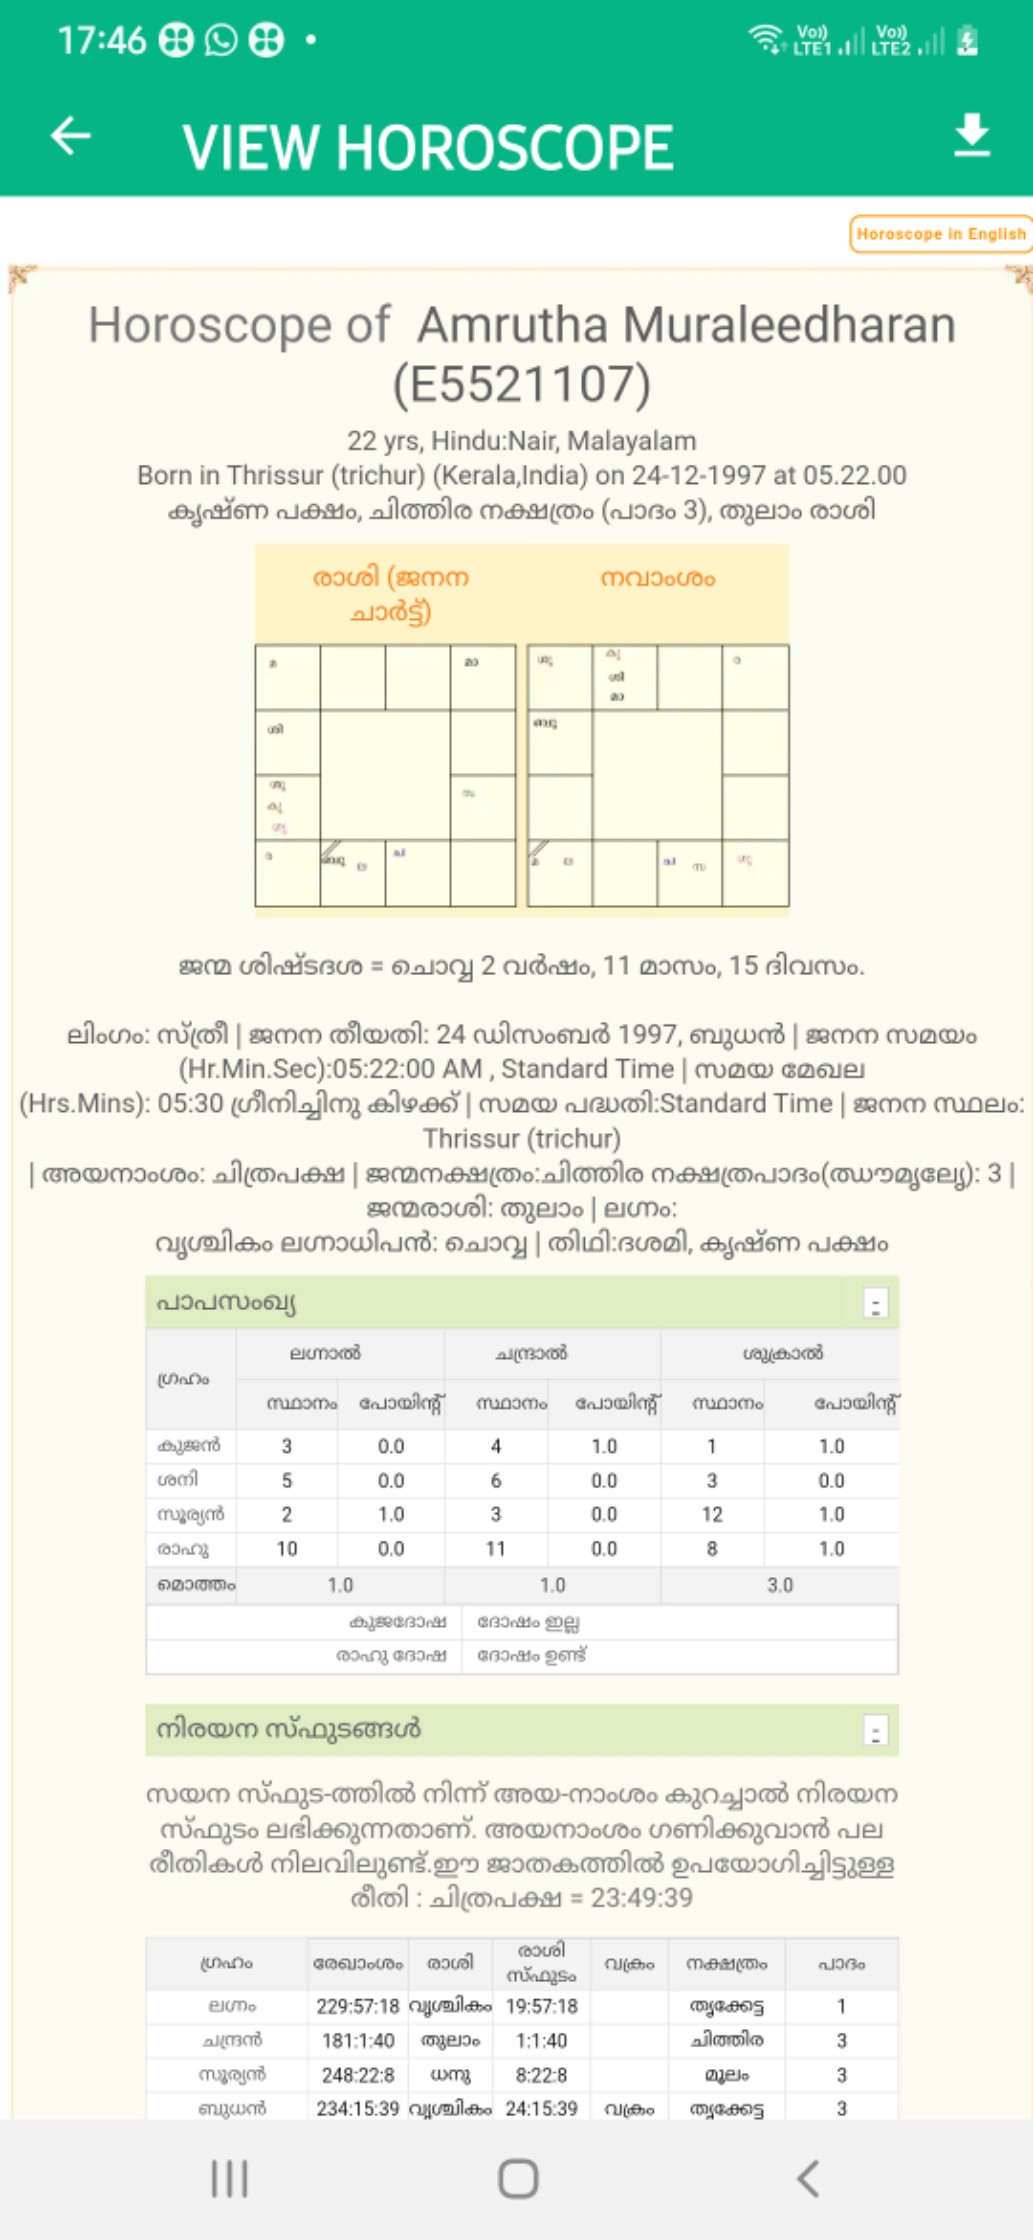 17:46
Vo)) LTE1 Vo)) LTE2
VIEW HOROSCOPE
Horoscope in English
Horoscope of Amrutha Muraleedharan
(E5521107)
22 yrs, Hindu:Nair, Malayalam
Born in Thrissur (trichur) (Kerala,India) on 24-12-1997 at 05.22.00
കൃഷ്ണ പക്ഷം, ചിത്തിര നക്ഷത്രം (പാദം 3), തുലാം രാശി
രാശി (ജനന ചാർട്ട്) നവാംശം
മ മാ ശു കു ശി മാ
ശി ബു
ശു കു ഗു സ
ബു ല ച മ ല ച സ ഗു
ജന്മ ശിഷ്ടദശ = ചൊവ്വ 2 വർഷം, 11 മാസം, 15 ദിവസം.
ലിംഗം: സ്ത്രീ | ജനന തീയതി: 24 ഡിസംബർ 1997, ബുധൻ | ജനന സമയം
(Hr.Min.Sec):05:22:00 AM , Standard Time | സമയ മേഖല
(Hrs.Mins): 05:30 ഗ്രീനിച്ചിനു കിഴക്ക് | സമയ പദ്ധതി:Standard Time | ജനന സ്ഥലം:
Thrissur (trichur)
| അയനാംശം: ചിത്രപക്ഷ | ജന്മനക്ഷത്രം:ചിത്തിര നക്ഷത്രപാദം(ഝൗമൃലേൃ): 3 |
ജന്മരാശി: തുലാം | ലഗ്നം:
വൃശ്ചികം ലഗ്നാധിപൻ: ചൊവ്വ | തിഥി:ദശമി, കൃഷ്ണ പക്ഷം
പാപസംഖ്യ -
ഗ്രഹം ലഗ്നാൽ ചന്ദ്രാൽ ശുക്രാൽ
സ്ഥാനം പോയിന്റ് സ്ഥാനം പോയിന്റ് സ്ഥാനം പോയിന്റ്
കുജൻ 3 0.0 4 1.0 1 1.0
ശനി 5 0.0 6 0.0 3 0.0
സൂര്യൻ 2 1.0 3 0.0 12 1.0
രാഹു 10 0.0 11 0.0 8 1.0
മൊത്തം 1.0 1.0 3.0
കുജദോഷ ദോഷം ഇല്ല
രാഹു ദോഷ ദോഷം ഉണ്ട്
നിരയന സ്ഫുടങ്ങൾ -
സയന സ്ഫുട-ത്തിൽ നിന്ന് അയ-നാംശം കുറച്ചാൽ നിരയന
സ്ഫുടം ലഭിക്കുന്നതാണ്. അയനാംശം ഗണിക്കുവാൻ പല
രീതികൾ നിലവിലുണ്ട്.ഈ ജാതകത്തിൽ ഉപയോഗിച്ചിട്ടുള്ള
രീതി : ചിത്രപക്ഷ = 23:49:39
ഗ്രഹം രേഖാംശം രാശി രാശി സ്ഫുടം വക്രം നക്ഷത്രം പാദം
ലഗ്നം 229:57:18 വൃശ്ചികം 19:57:18 തൃക്കേട്ട 1
ചന്ദ്രൻ 181:1:40 തുലാം 1:1:40 ചിത്തിര 3
സൂര്യൻ 248:22:8 ധനു 8:22:8 മൂലം 3
ബുധൻ 234:15:39 വൃശ്ചികം 24:15:39 വക്രം തൃക്കേട്ട 3